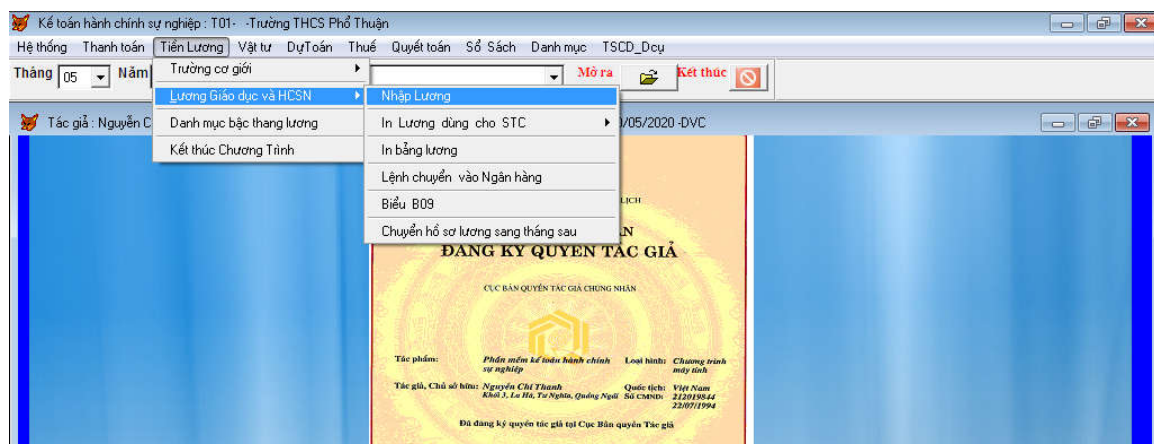 Kế toán hành chính sự nghiệp : T01- -Trường THCS Phổ Thuận
Hệ thống Thanh toán Tiền Lương Vật tư DựToán Thuế Quyết toán Sổ Sách Danh mục TSCD_Dcụ
Tháng 05 Năm Mở ra Kết thúc
Trường cơ giới
Lương Giáo dục và HCSN
Danh mục bậc thang lương
Kết thúc Chương Trình
Nhập Lương
In Lương dùng cho STC
In bảng lương
Lệnh chuyển vào Ngân hàng
Biểu B09
Chuyển hồ sơ lương sang tháng sau
Tác giả : Nguyễn C /05/2020 -DVC
LỊCH
N
ĐĂNG KÝ QUYỀN TÁC GIẢ
CỤC BẢN QUYỀN TÁC GIẢ CHỨNG NHẬN
Tác phẩm: Phần mềm kế toán hành chính Loại hình: Chương trình
sự nghiệp máy tính
Tác giả, Chủ sở hữu: Nguyễn Chí Thanh Quốc tịch: Việt Nam
Khối 3, La Hà, Tư Nghĩa, Quảng Ngãi Số CMND: 212019844
22/07/1994
Đã đăng ký quyền tác giả tại Cục Bản quyền Tác giả